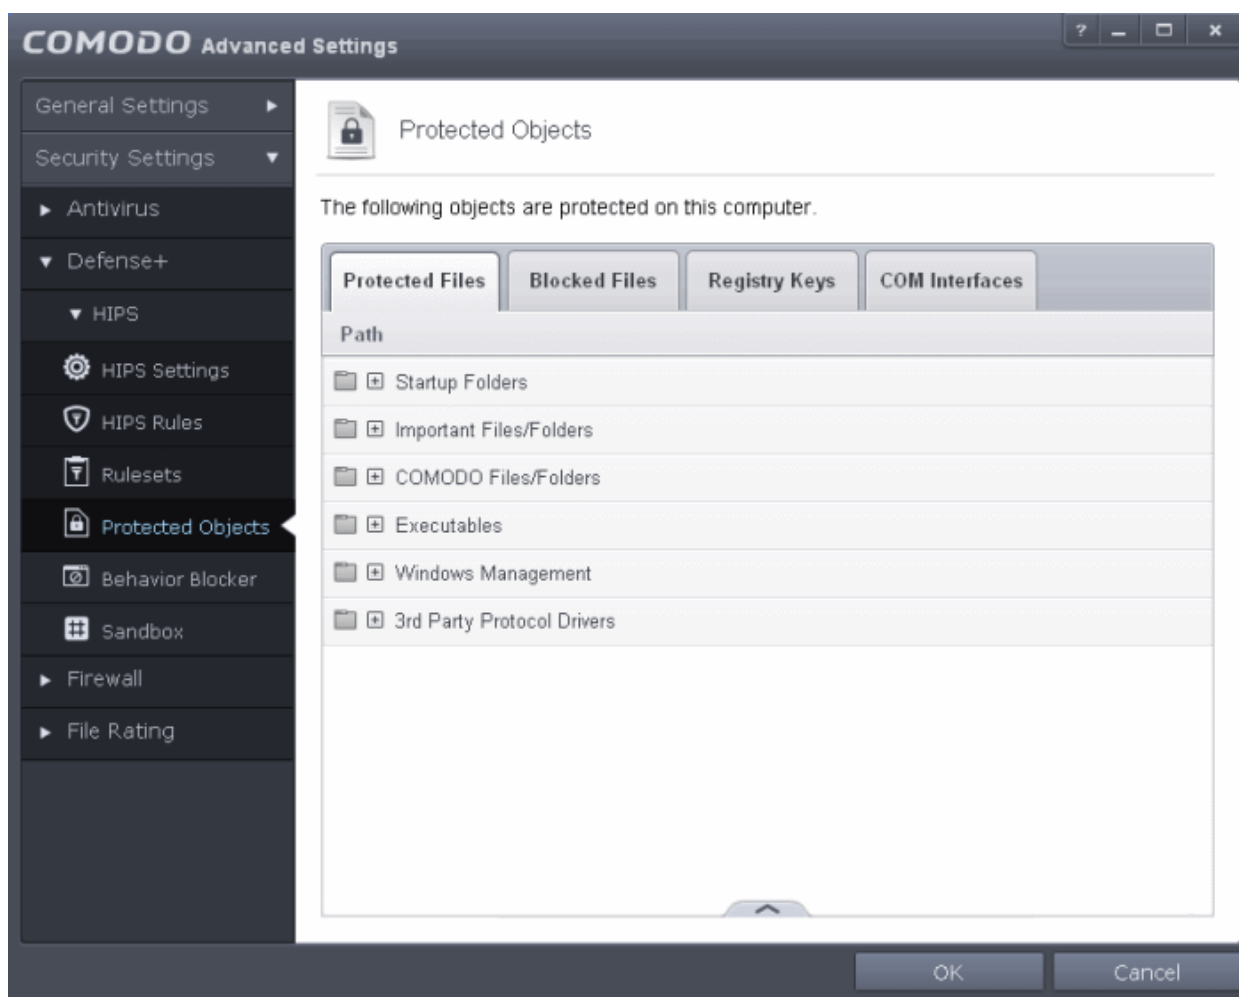 COMODO Advanced Settings
?
General Settings
Security Settings
Antivirus
Defense+
HIPS
HIPS Settings
HIPS Rules
Rulesets
Protected Objects
Behavior Blocker
Sandbox
Firewall
File Rating
Protected Objects
The following objects are protected on this computer.
Protected Files Blocked Files Registry Keys COM Interfaces
Path
Startup Folders
Important Files/Folders
COMODO Files/Folders
Executables
Windows Management
3rd Party Protocol Drivers
OK Cancel